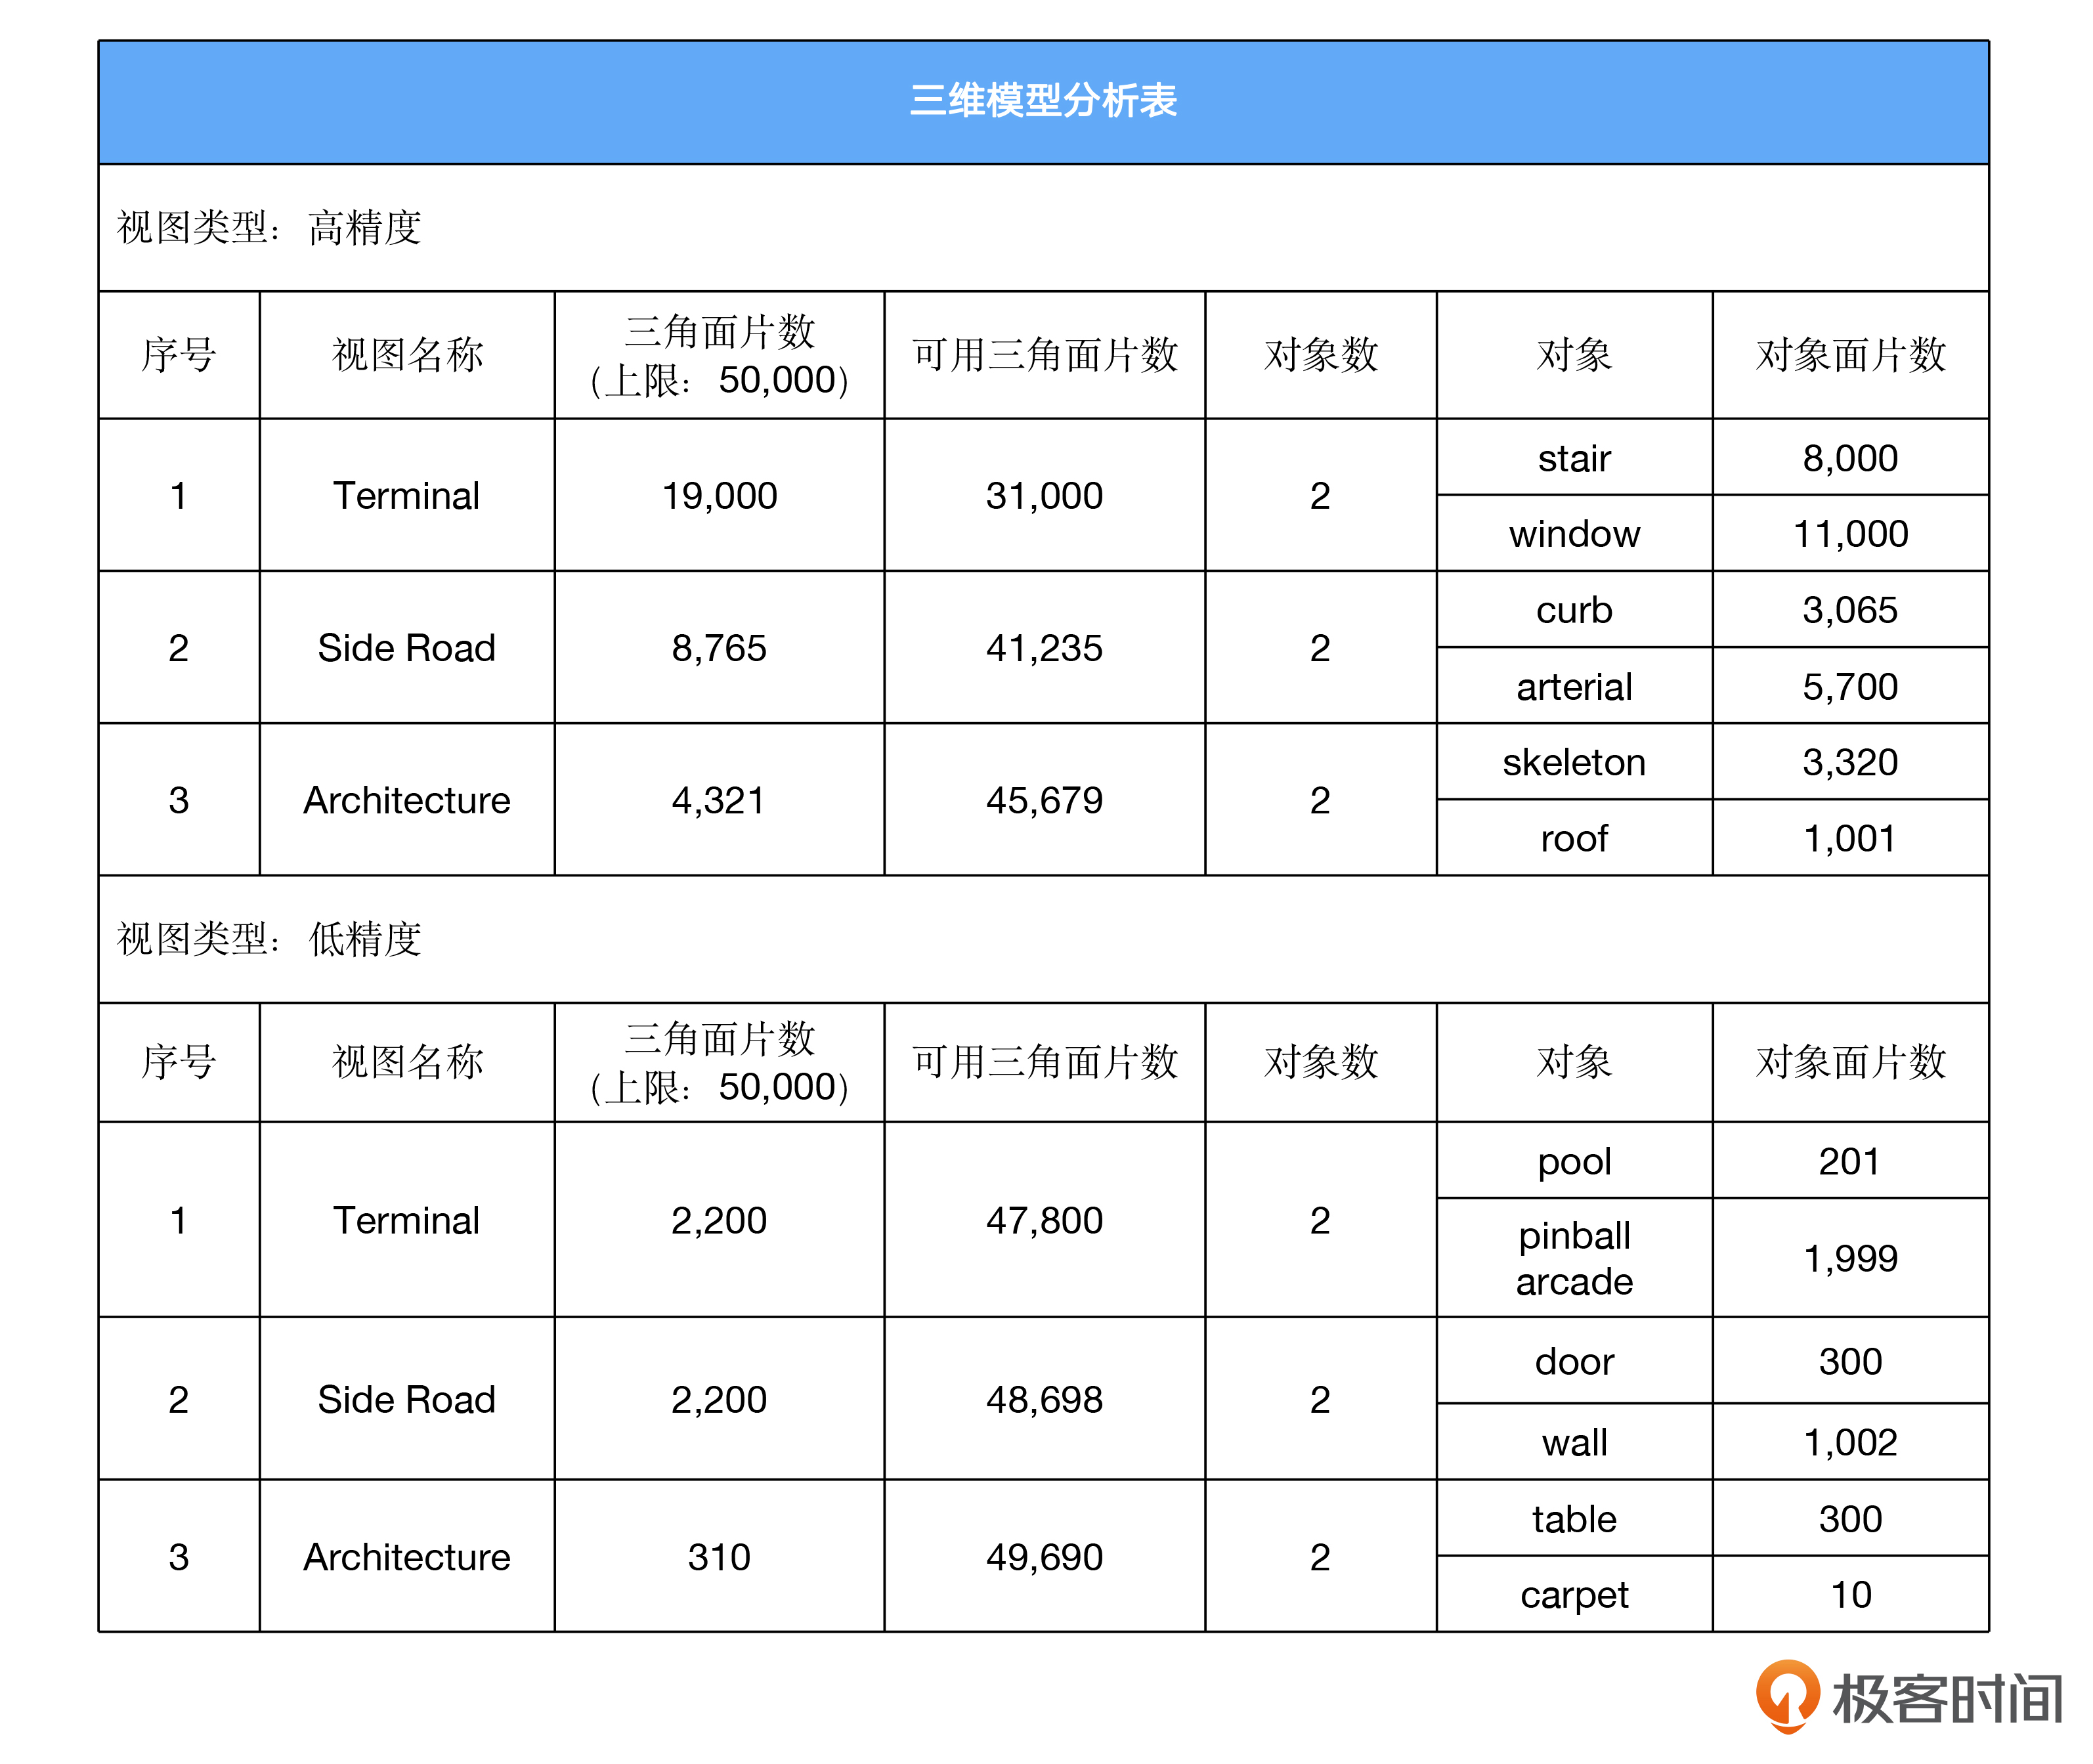 三维模型分析表
视图类型：高精度
序号 视图名称 三角面片数 (上限：50,000) 可用三角面片数 对象数 对象 对象面片数
1 Terminal 19,000 31,000 2 stair 8,000
window 11,000
2 Side Road 8,765 41,235 2 curb 3,065
arterial 5,700
3 Architecture 4,321 45,679 2 skeleton 3,320
roof 1,001
视图类型：低精度
序号 视图名称 三角面片数 (上限：50,000) 可用三角面片数 对象数 对象 对象面片数
1 Terminal 2,200 47,800 2 pool 201
pinball arcade 1,999
2 Side Road 2,200 48,698 2 door 300
wall 1,002
3 Architecture 310 49,690 2 table 300
carpet 10
极客时间